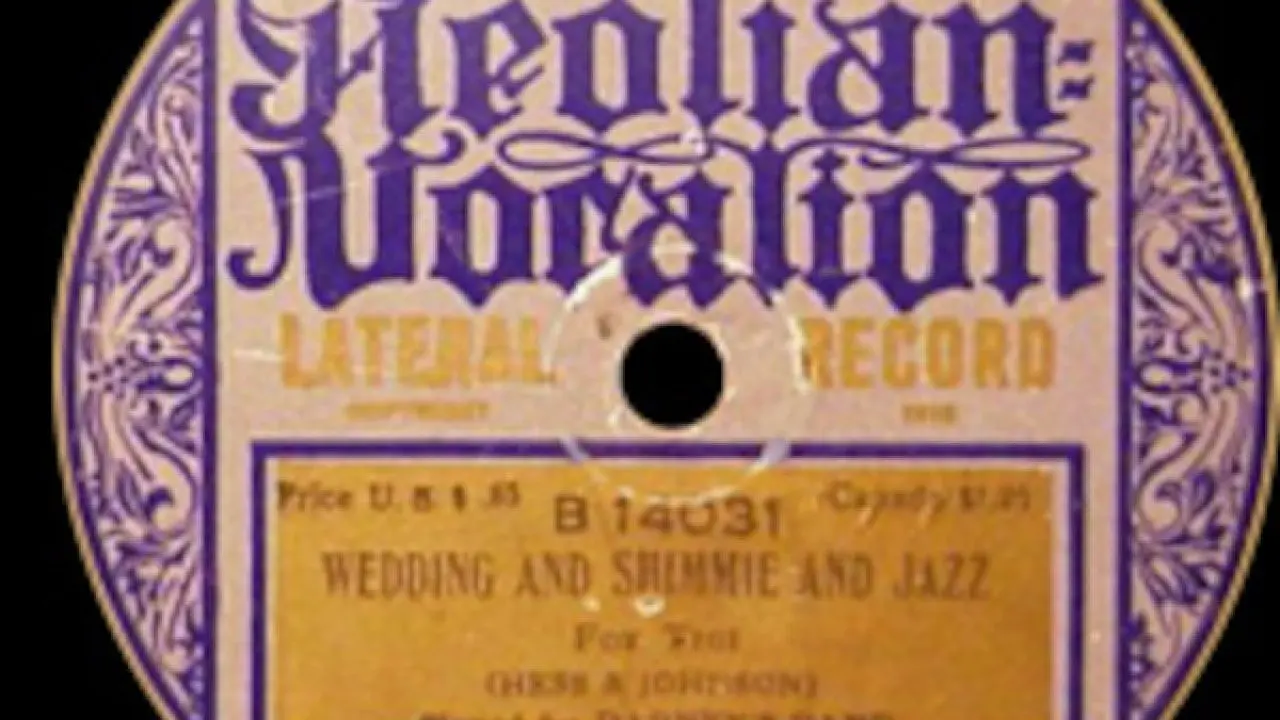 Aeolian-
Vocalion
LATERAL RECORD
COPYRIGHT
Price U. S. $ .85 B 14031 Canada $1.25
WEDDING AND SHIMMIE AND JAZZ
Fox Trot
(HESS & JOHNSON)